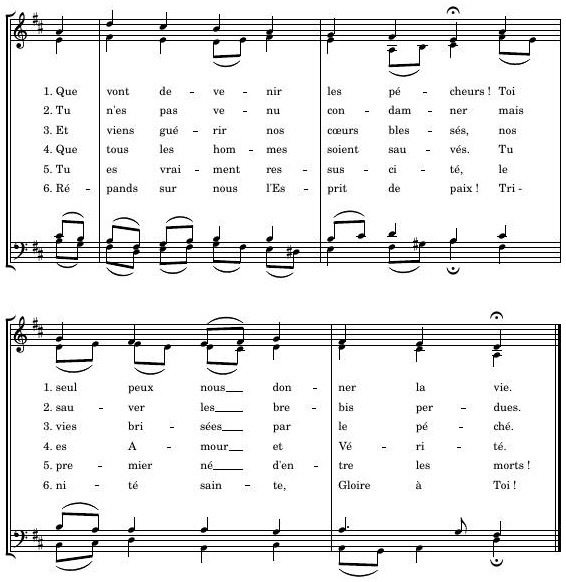 1. Que vont de - ve - nir les pé - cheurs ! Toi
2. Tu n'es pas ve - nu con - dam - ner mais
3. Et viens gué - rir nos cœurs bles - sés, nos
4. Que tous les hom - mes soient sau - vés. Tu
5. Tu es vrai - ment res - sus - ci - té, le
6. Ré - pands sur nous l'Es - prit de paix ! Tri -
1. seul peux nous___ don - ner la vie.
2. sau - ver les___ bre - bis per - dues.
3. vies bri - sées___ par le pé - ché.
4. es A - mour___ et Vé - ri - té.
5. pre - mier né___ d'en - tre les morts !
6. ni - té sain - te, Gloire à Toi !